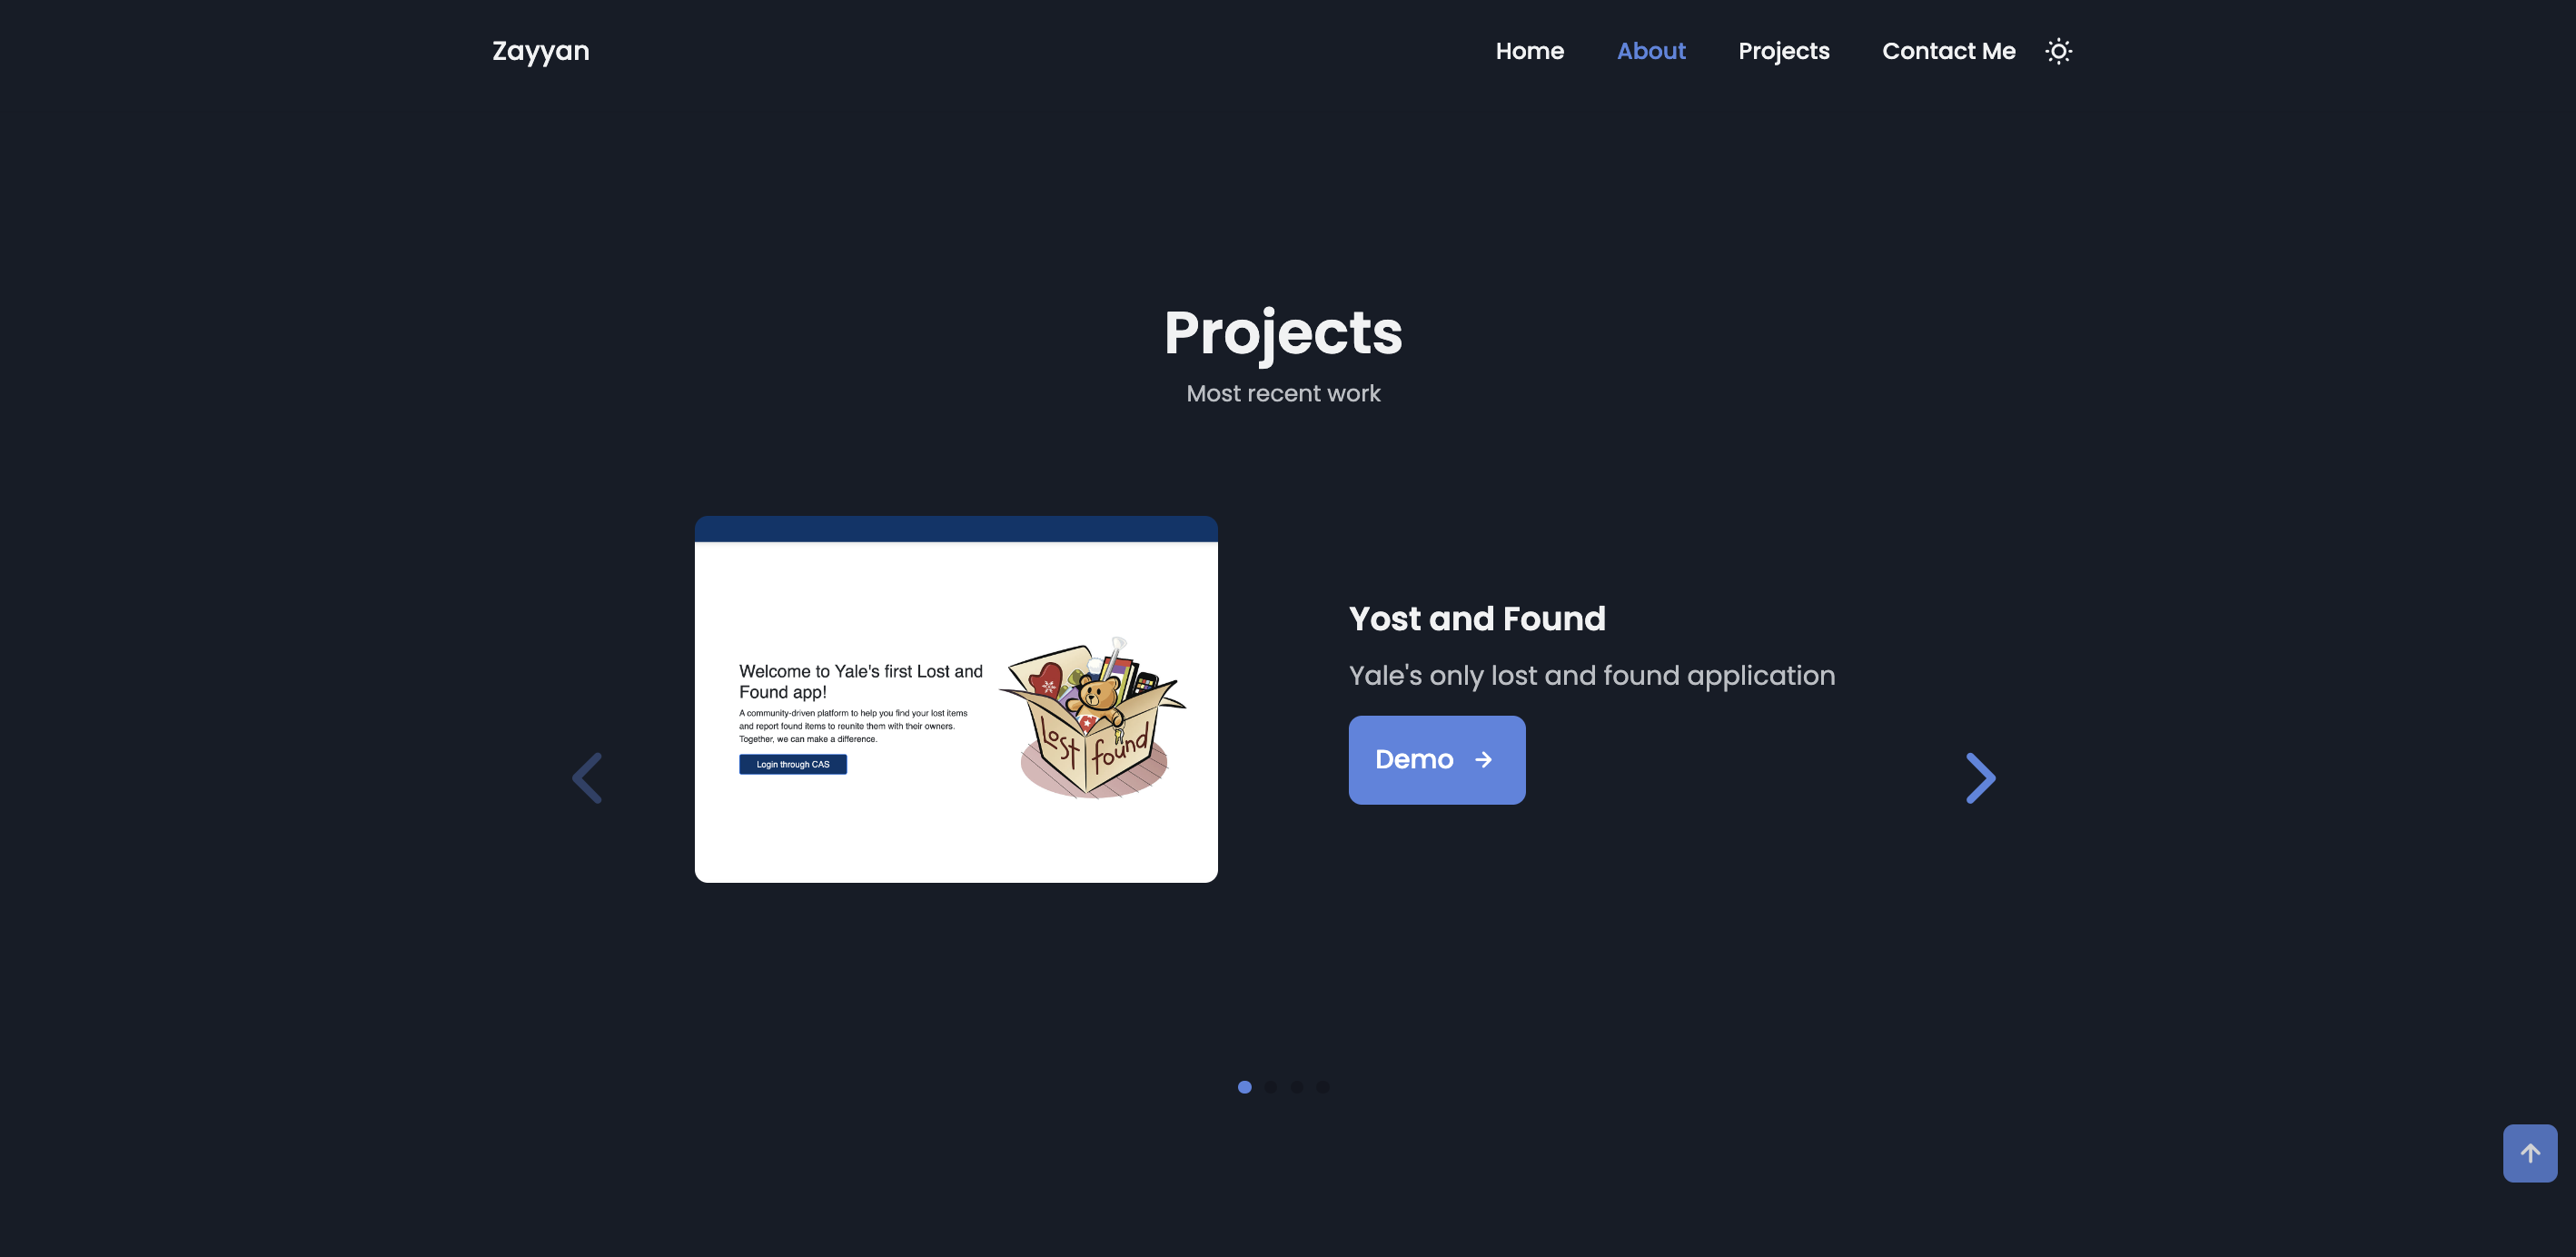 Zayyan
Home About Projects Contact Me
Projects
Most recent work
Welcome to Yale's first Lost and
Found app!
A community-driven platform to help you find your lost items
and report found items to reunite them with their owners.
Together, we can make a difference.
Login through CAS
Lost found
Yost and Found
Yale's only lost and found application
Demo